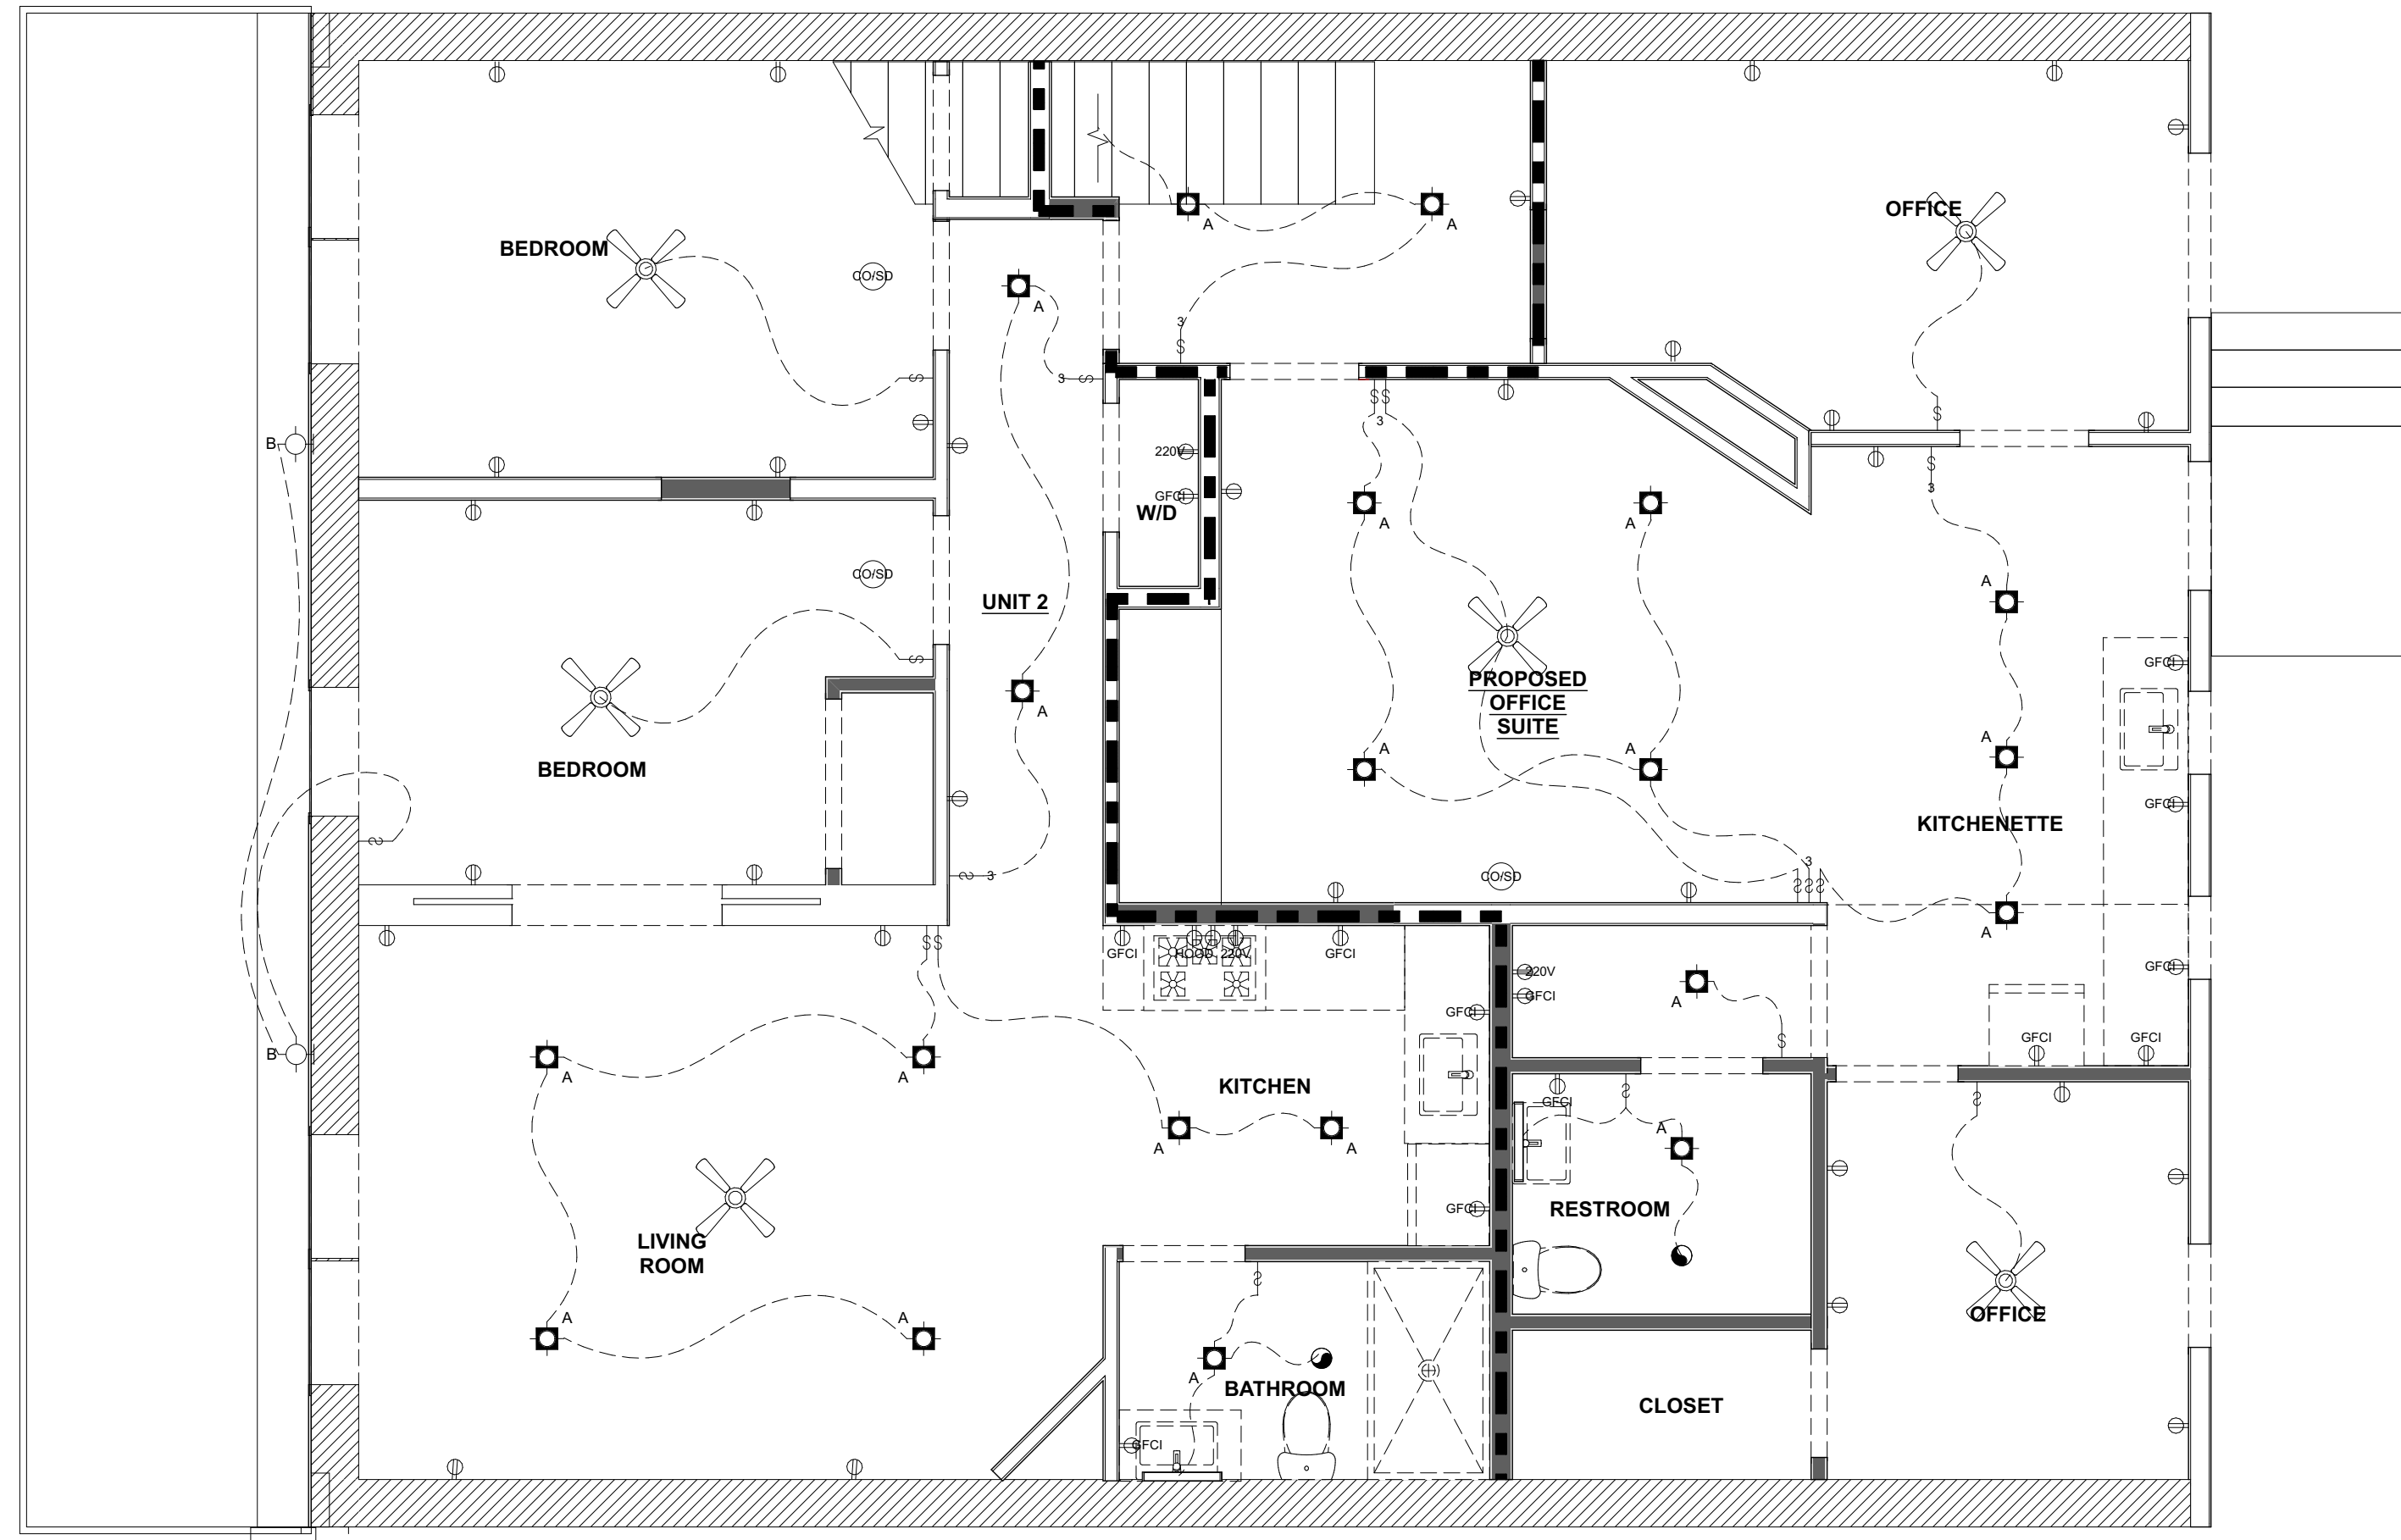 OFFICE
A
A
BEDROOM
CO/SD
A
3
S
3
S
S
S S
3
S
B
220V
GFCI
W/D
S
3
A
A
CO/SD
UNIT 2
A
S
GFCI
A
PROPOSED
OFFICE
SUITE
A
A
A
BEDROOM
GFCI
KITCHENETTE
S
CO/SD
3
S S S
S
3
A
S S
GFCI
HOOD
220V
GFCI
220V
GFCI
GFCI
A
GFCI
S
GFCI
GFCI
B
A
A
KITCHEN
A
A
S
GFCI
A
S
GFCI
RESTROOM
LIVING
ROOM
S
OFFICE
A
A
A
BATHROOM
CLOSET
GFCI